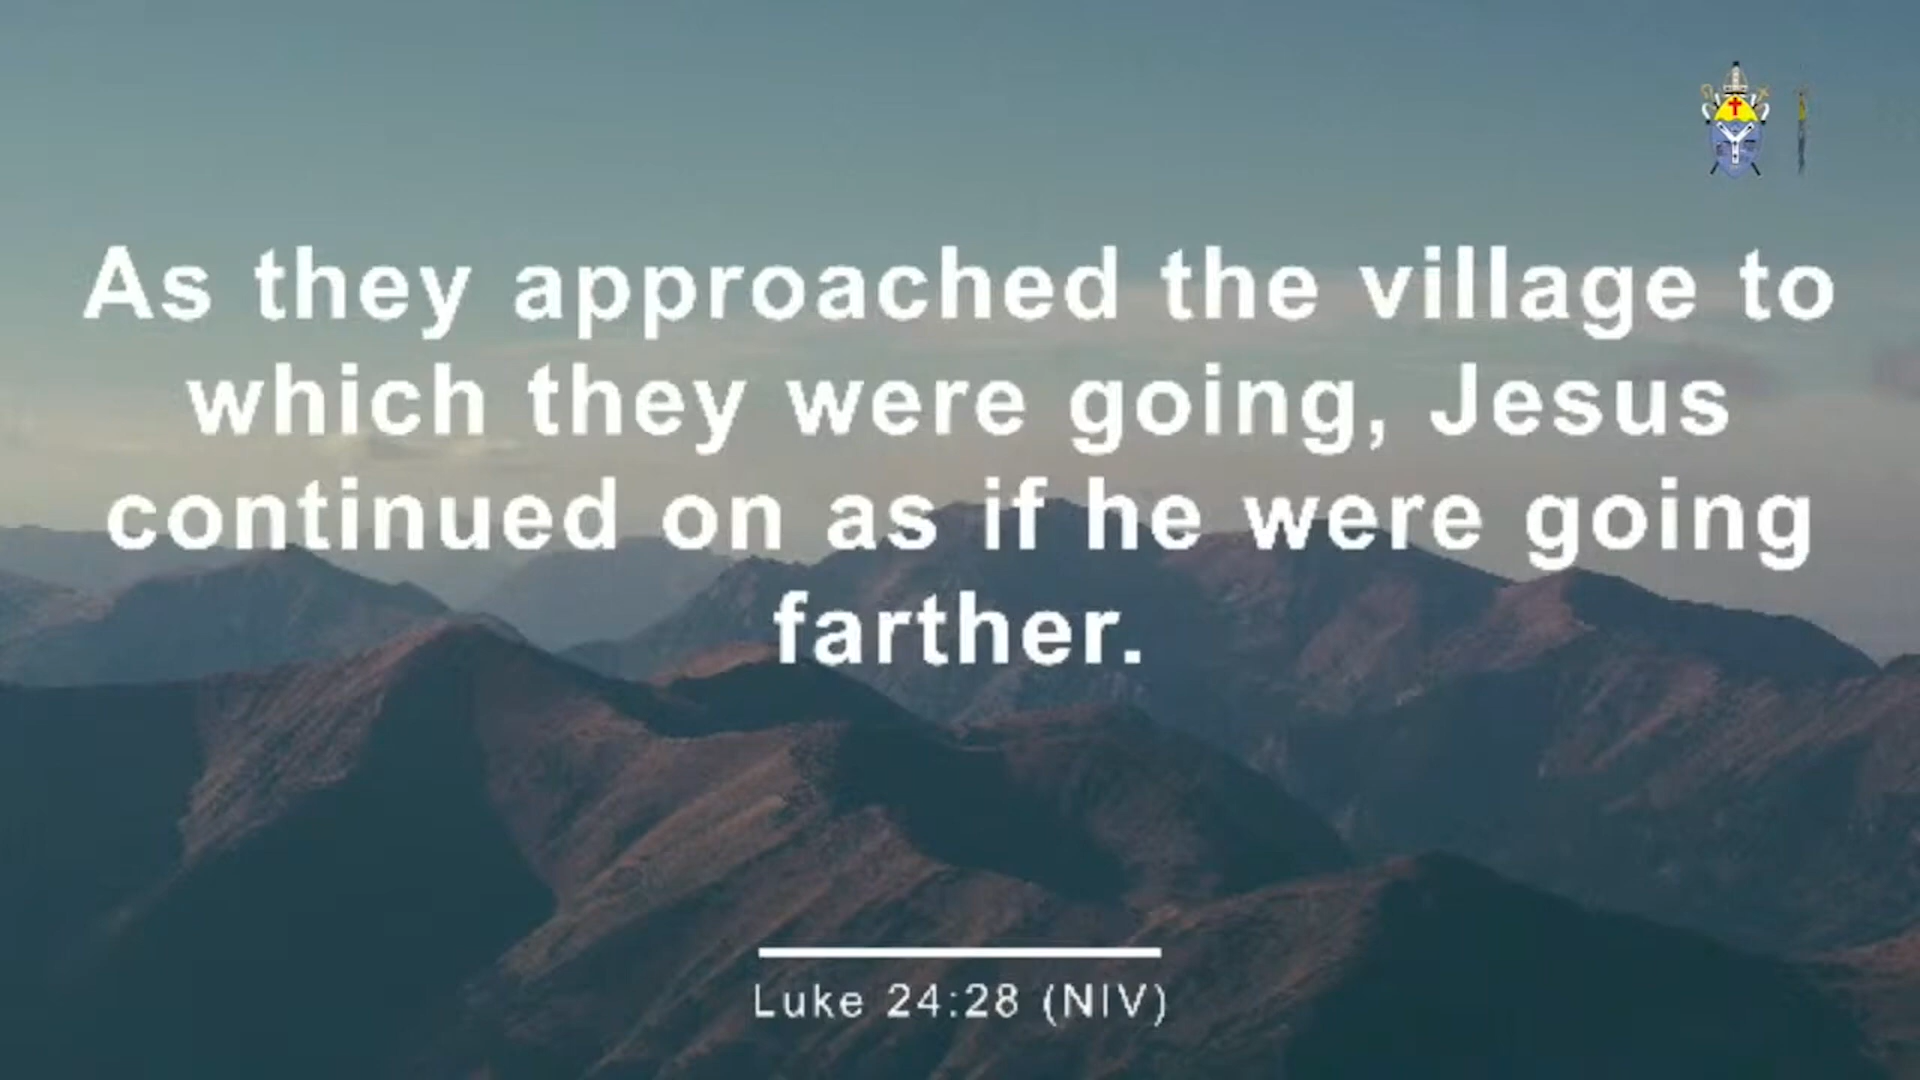 As they approached the village to
which they were going, Jesus
continued on as if he were going
farther.
Luke 24:28 (NIV)